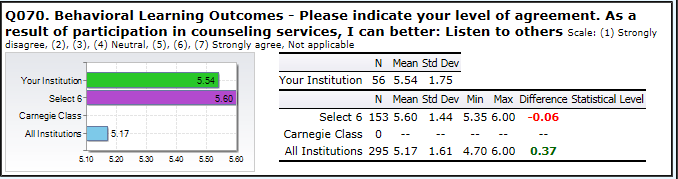 Q070. Behavioral Learning Outcomes - Please indicate your level of agreement. As a
result of participation in counseling services, I can better: Listen to others Scale: (1) Strongly
disagree, (2), (3), (4) Neutral, (5), (6), (7) Strongly agree, Not applicable
Your Institution 5.54
Select 6 5.60
Carnegie Class
All Institutions 5.17
5.10 5.20 5.30 5.40 5.50 5.60
N Mean Std Dev
Your Institution 56 5.54 1.75
N Mean Std Dev Min Max Difference Statistical Level
Select 6 153 5.60 1.44 5.35 6.00 -0.06
Carnegie Class 0 -- -- -- -- --
All Institutions 295 5.17 1.61 4.70 6.00 0.37